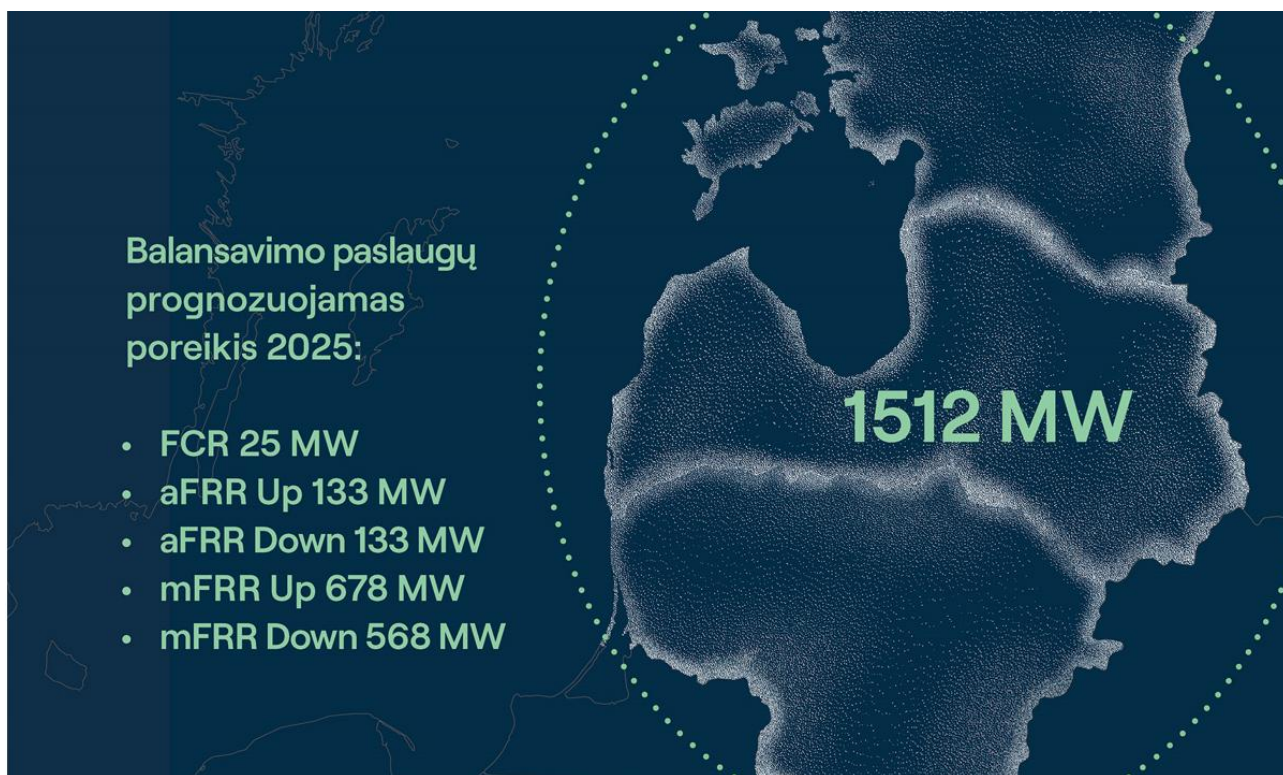 Balansavimo paslaugų
prognozuojamas
poreikis 2025:
• FCR 25 MW
• aFRR Up 133 MW
• aFRR Down 133 MW
• mFRR Up 678 MW
• mFRR Down 568 MW
1512 MW